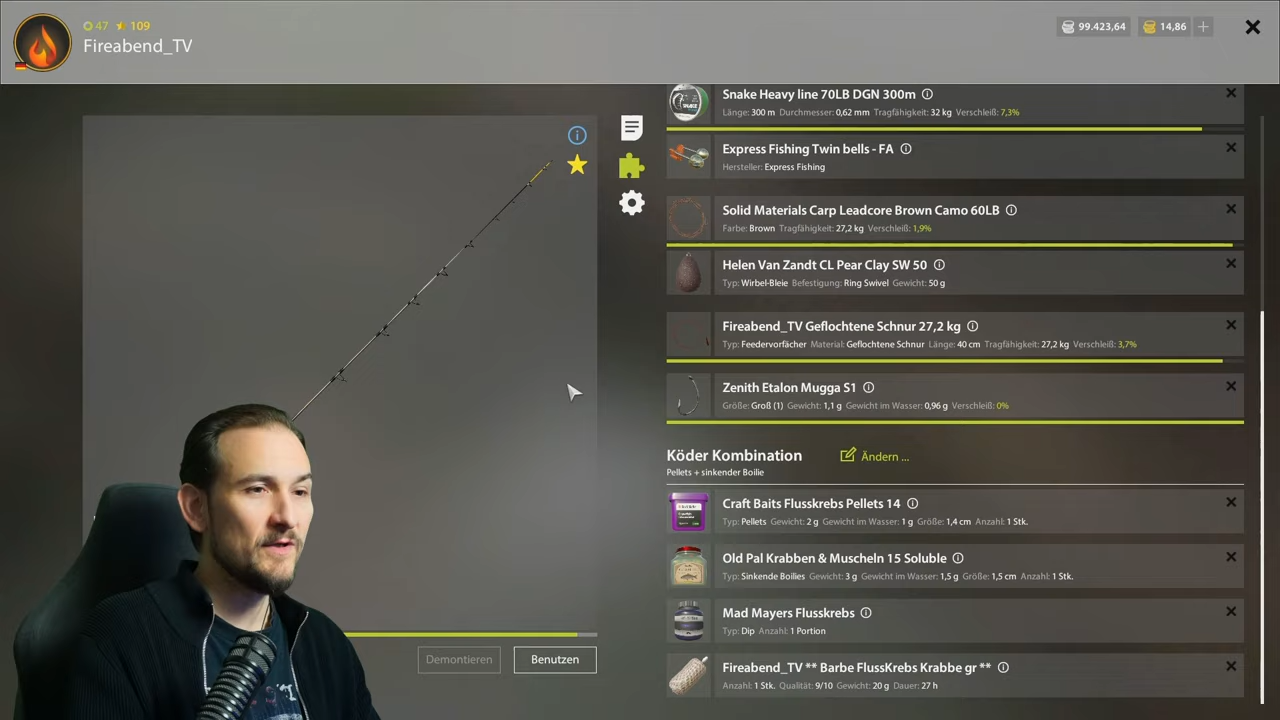 47 109
Fireabend_TV
99.423,64 14,86
Snake Heavy line 70LB DGN 300m
Länge: 300 m Durchmesser: 0,62 mm Tragfähigkeit: 32 kg Verschleiß: 7,3%
Express Fishing Twin bells - FA
Hersteller: Express Fishing
Solid Materials Carp Leadcore Brown Camo 60LB
Farbe: Brown Tragfähigkeit: 27,2 kg Verschleiß: 1,9%
Helen Van Zandt CL Pear Clay SW 50
Typ: Wirbel-Bleie Befestigung: Ring Swivel Gewicht: 50 g
Fireabend_TV Geflochtene Schnur 27,2 kg
Typ: Feedervorfächer Material: Geflochtene Schnur Länge: 40 cm Tragfähigkeit: 27,2 kg Verschleiß: 3,7%
Zenith Etalon Mugga S1
Größe: Groß (1) Gewicht: 1,1 g Gewicht im Wasser: 0,96 g Verschleiß: 0%
Köder Kombination Ändern ...
Pellets + sinkender Boilie
Craft Baits Flusskrebs Pellets 14
Typ: Pellets Gewicht: 2 g Gewicht im Wasser: 1 g Größe: 1,4 cm Anzahl: 1 Stk.
Old Pal Krabben & Muscheln 15 Soluble
Typ: Sinkende Boilies Gewicht: 3 g Gewicht im Wasser: 1,5 g Größe: 1,5 cm Anzahl: 1 Stk.
Mad Mayers Flusskrebs
Typ: Dip Anzahl: 1 Portion
Fireabend_TV ** Barbe FlussKrebs Krabbe gr **
Anzahl: 1 Stk. Qualität: 9/10 Gewicht: 20 g Dauer: 27 h
Demontieren Benutzen